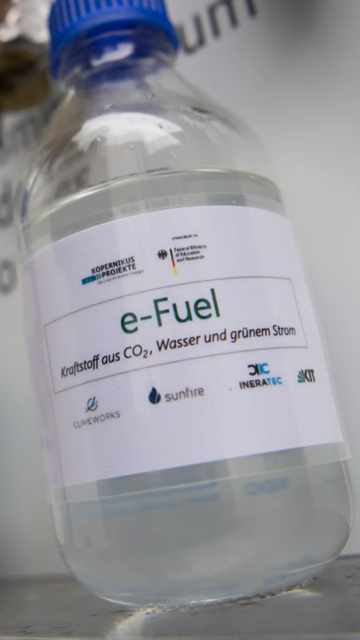 um
KOPERNIKUS
PROJEKTE
Federal Ministry
of Education
and Research
e-Fuel
Kraftstoff aus CO₂, Wasser und grünem Strom
CLIMEWORKS
sunfire
INERATEC
KIT